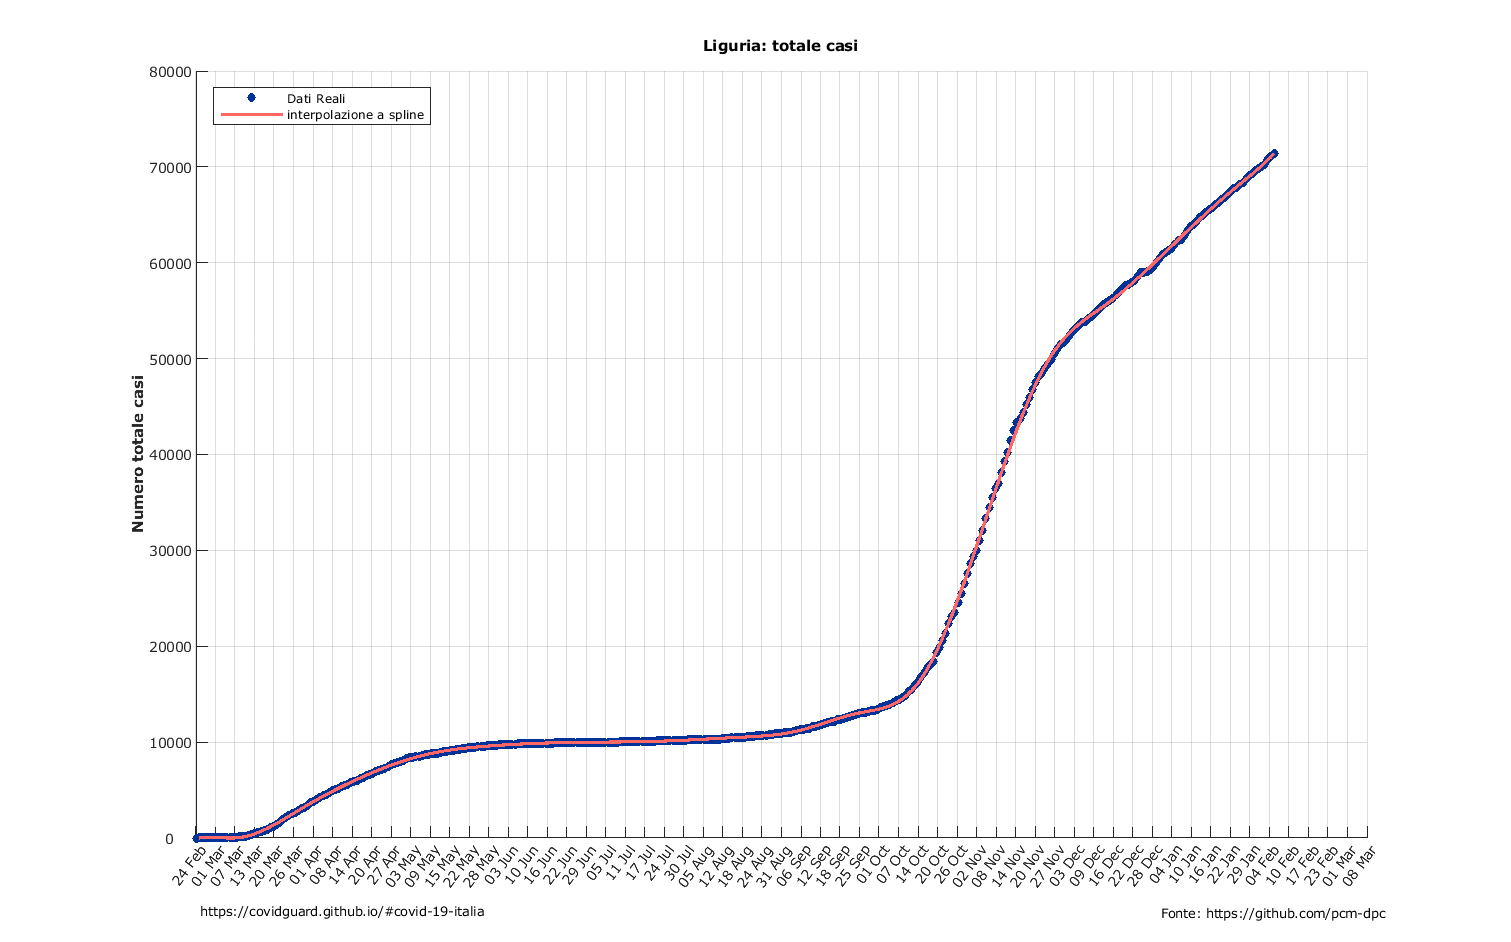 Liguria: totale casi
Dati Reali
interpolazione a spline
Numero totale casi
80000
70000
60000
50000
40000
30000
20000
10000
0
24 Feb
01 Mar
07 Mar
13 Mar
20 Mar
26 Mar
01 Apr
08 Apr
14 Apr
20 Apr
27 Apr
03 May
09 May
15 May
22 May
28 May
03 Jun
10 Jun
16 Jun
22 Jun
29 Jun
05 Jul
11 Jul
17 Jul
24 Jul
30 Jul
05 Aug
12 Aug
18 Aug
24 Aug
31 Aug
06 Sep
12 Sep
18 Sep
25 Sep
01 Oct
07 Oct
14 Oct
20 Oct
26 Oct
02 Nov
08 Nov
14 Nov
20 Nov
27 Nov
03 Dec
09 Dec
16 Dec
22 Dec
28 Dec
04 Jan
10 Jan
16 Jan
22 Jan
29 Jan
04 Feb
10 Feb
17 Feb
23 Feb
01 Mar
08 Mar
https://covidguard.github.io/#covid-19-italia
Fonte: https://github.com/pcm-dpc